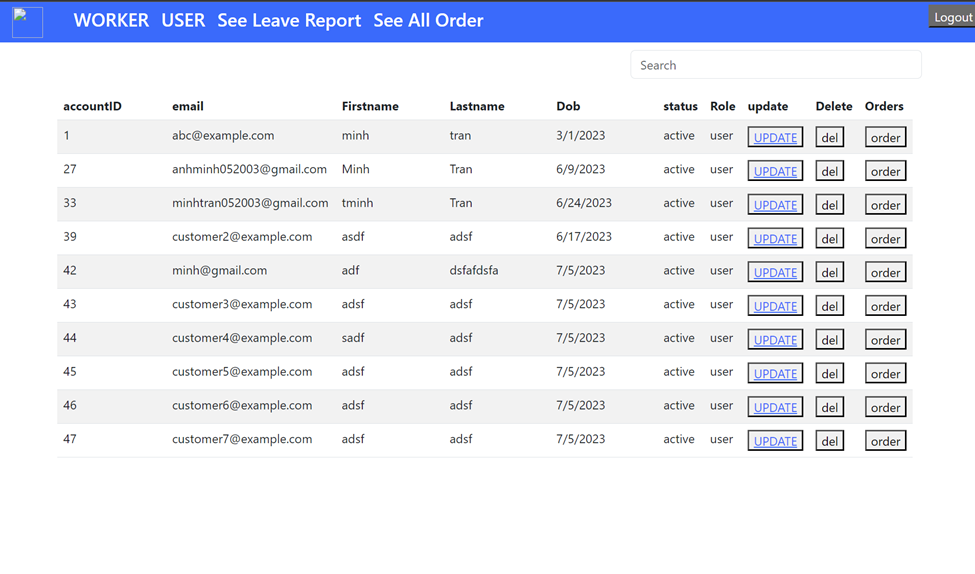 WORKER USER See Leave Report See All Order Logout
Search
accountID email Firstname Lastname Dob status Role update Delete Orders
1 abc@example.com minh tran 3/1/2023 active user UPDATE del order
27 anhminh052003@gmail.com Minh Tran 6/9/2023 active user UPDATE del order
33 minhtran052003@gmail.com tminh Tran 6/24/2023 active user UPDATE del order
39 customer2@example.com asdf adsf 6/17/2023 active user UPDATE del order
42 minh@gmail.com adf dsfafdsfa 7/5/2023 active user UPDATE del order
43 customer3@example.com adsf adsf 7/5/2023 active user UPDATE del order
44 customer4@example.com sadf adsf 7/5/2023 active user UPDATE del order
45 customer5@example.com adsf adsf 7/5/2023 active user UPDATE del order
46 customer6@example.com adsf adsf 7/5/2023 active user UPDATE del order
47 customer7@example.com adsf adsf 7/5/2023 active user UPDATE del order